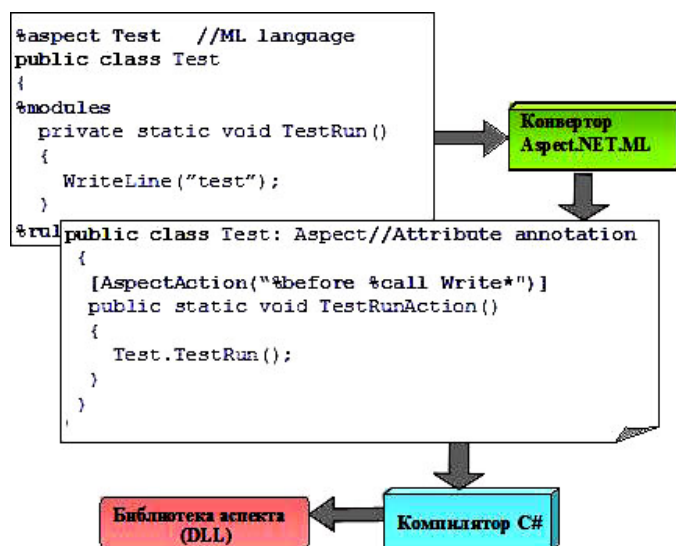 %aspect Test //ML language
public class Test
{
%modules
private static void TestRun()
{
WriteLine("test");
}
%rul
Конвертор
Aspect.NET.ML
public class Test: Aspect//Attribute annotation
{
[AspectAction("%before %call Write*")]
public static void TestRunAction()
{
Test.TestRun();
}
}
Библиотека аспекта
(DLL)
Компилятор C#